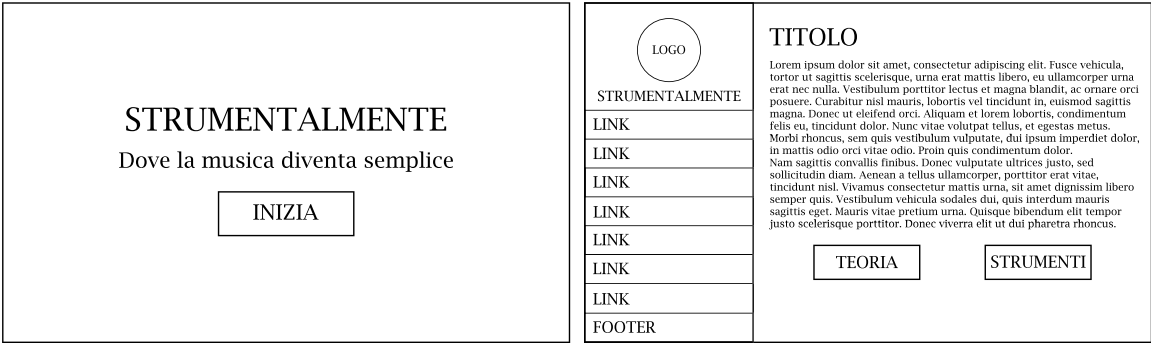 STRUMENTALMENTE
Dove la musica diventa semplice
INIZIA
LOGO
STRUMENTALMENTE
LINK
LINK
LINK
LINK
LINK
LINK
LINK
FOOTER
TITOLO
Lorem ipsum dolor sit amet, consectetur adipiscing elit. Fusce vehicula,
tortor ut sagittis scelerisque, urna erat mattis libero, eu ullamcorper urna
erat nec nulla. Vestibulum porttitor lectus et magna blandit, ac ornare orci
posuere. Curabitur nisl mauris, lobortis vel tincidunt in, euismod sagittis
magna. Donec ut eleifend orci. Aliquam et lorem lobortis, condimentum
felis eu, tincidunt dolor. Nunc vitae volutpat tellus, et egestas metus.
Morbi rhoncus, sem quis vestibulum vulputate, dui ipsum imperdiet dolor,
in mattis odio orci vitae odio. Proin quis condimentum dolor.
Nam sagittis convallis finibus. Donec vulputate ultrices justo, sed
sollicitudin diam. Aenean a tellus ullamcorper, porttitor erat vitae,
tincidunt nisl. Vivamus consectetur mattis urna, sit amet dignissim libero
semper quis. Vestibulum vehicula sodales dui, quis interdum mauris
sagittis eget. Mauris vitae pretium urna. Quisque bibendum elit tempor
justo scelerisque porttitor. Donec viverra elit ut dui pharetra rhoncus.
TEORIA
STRUMENTI